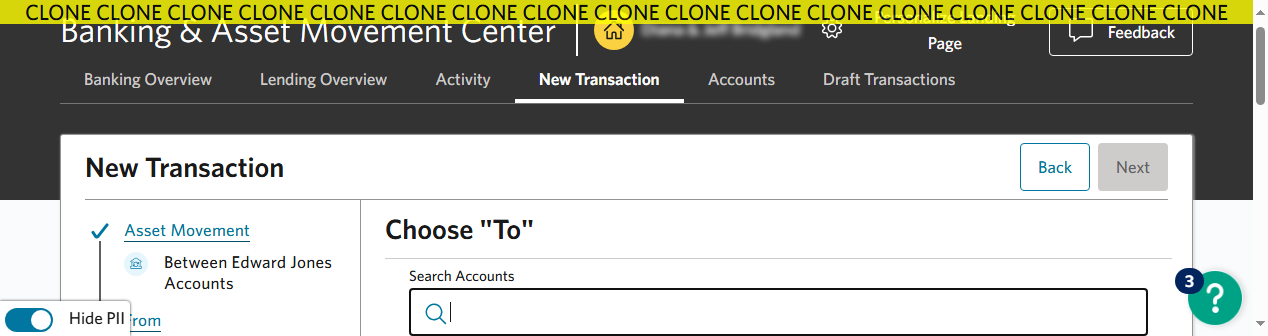 CLONE CLONE CLONE CLONE CLONE CLONE CLONE CLONE CLONE CLONE CLONE CLONE CLONE CLONE CLONE CLONE CLONE
Banking & Asset Movement Center
Page
Feedback
Banking Overview Lending Overview Activity New Transaction Accounts Draft Transactions
New Transaction
Back
Next
Asset Movement
Between Edward Jones
Accounts
From
Choose "To"
Search Accounts
3
?
Hide PII